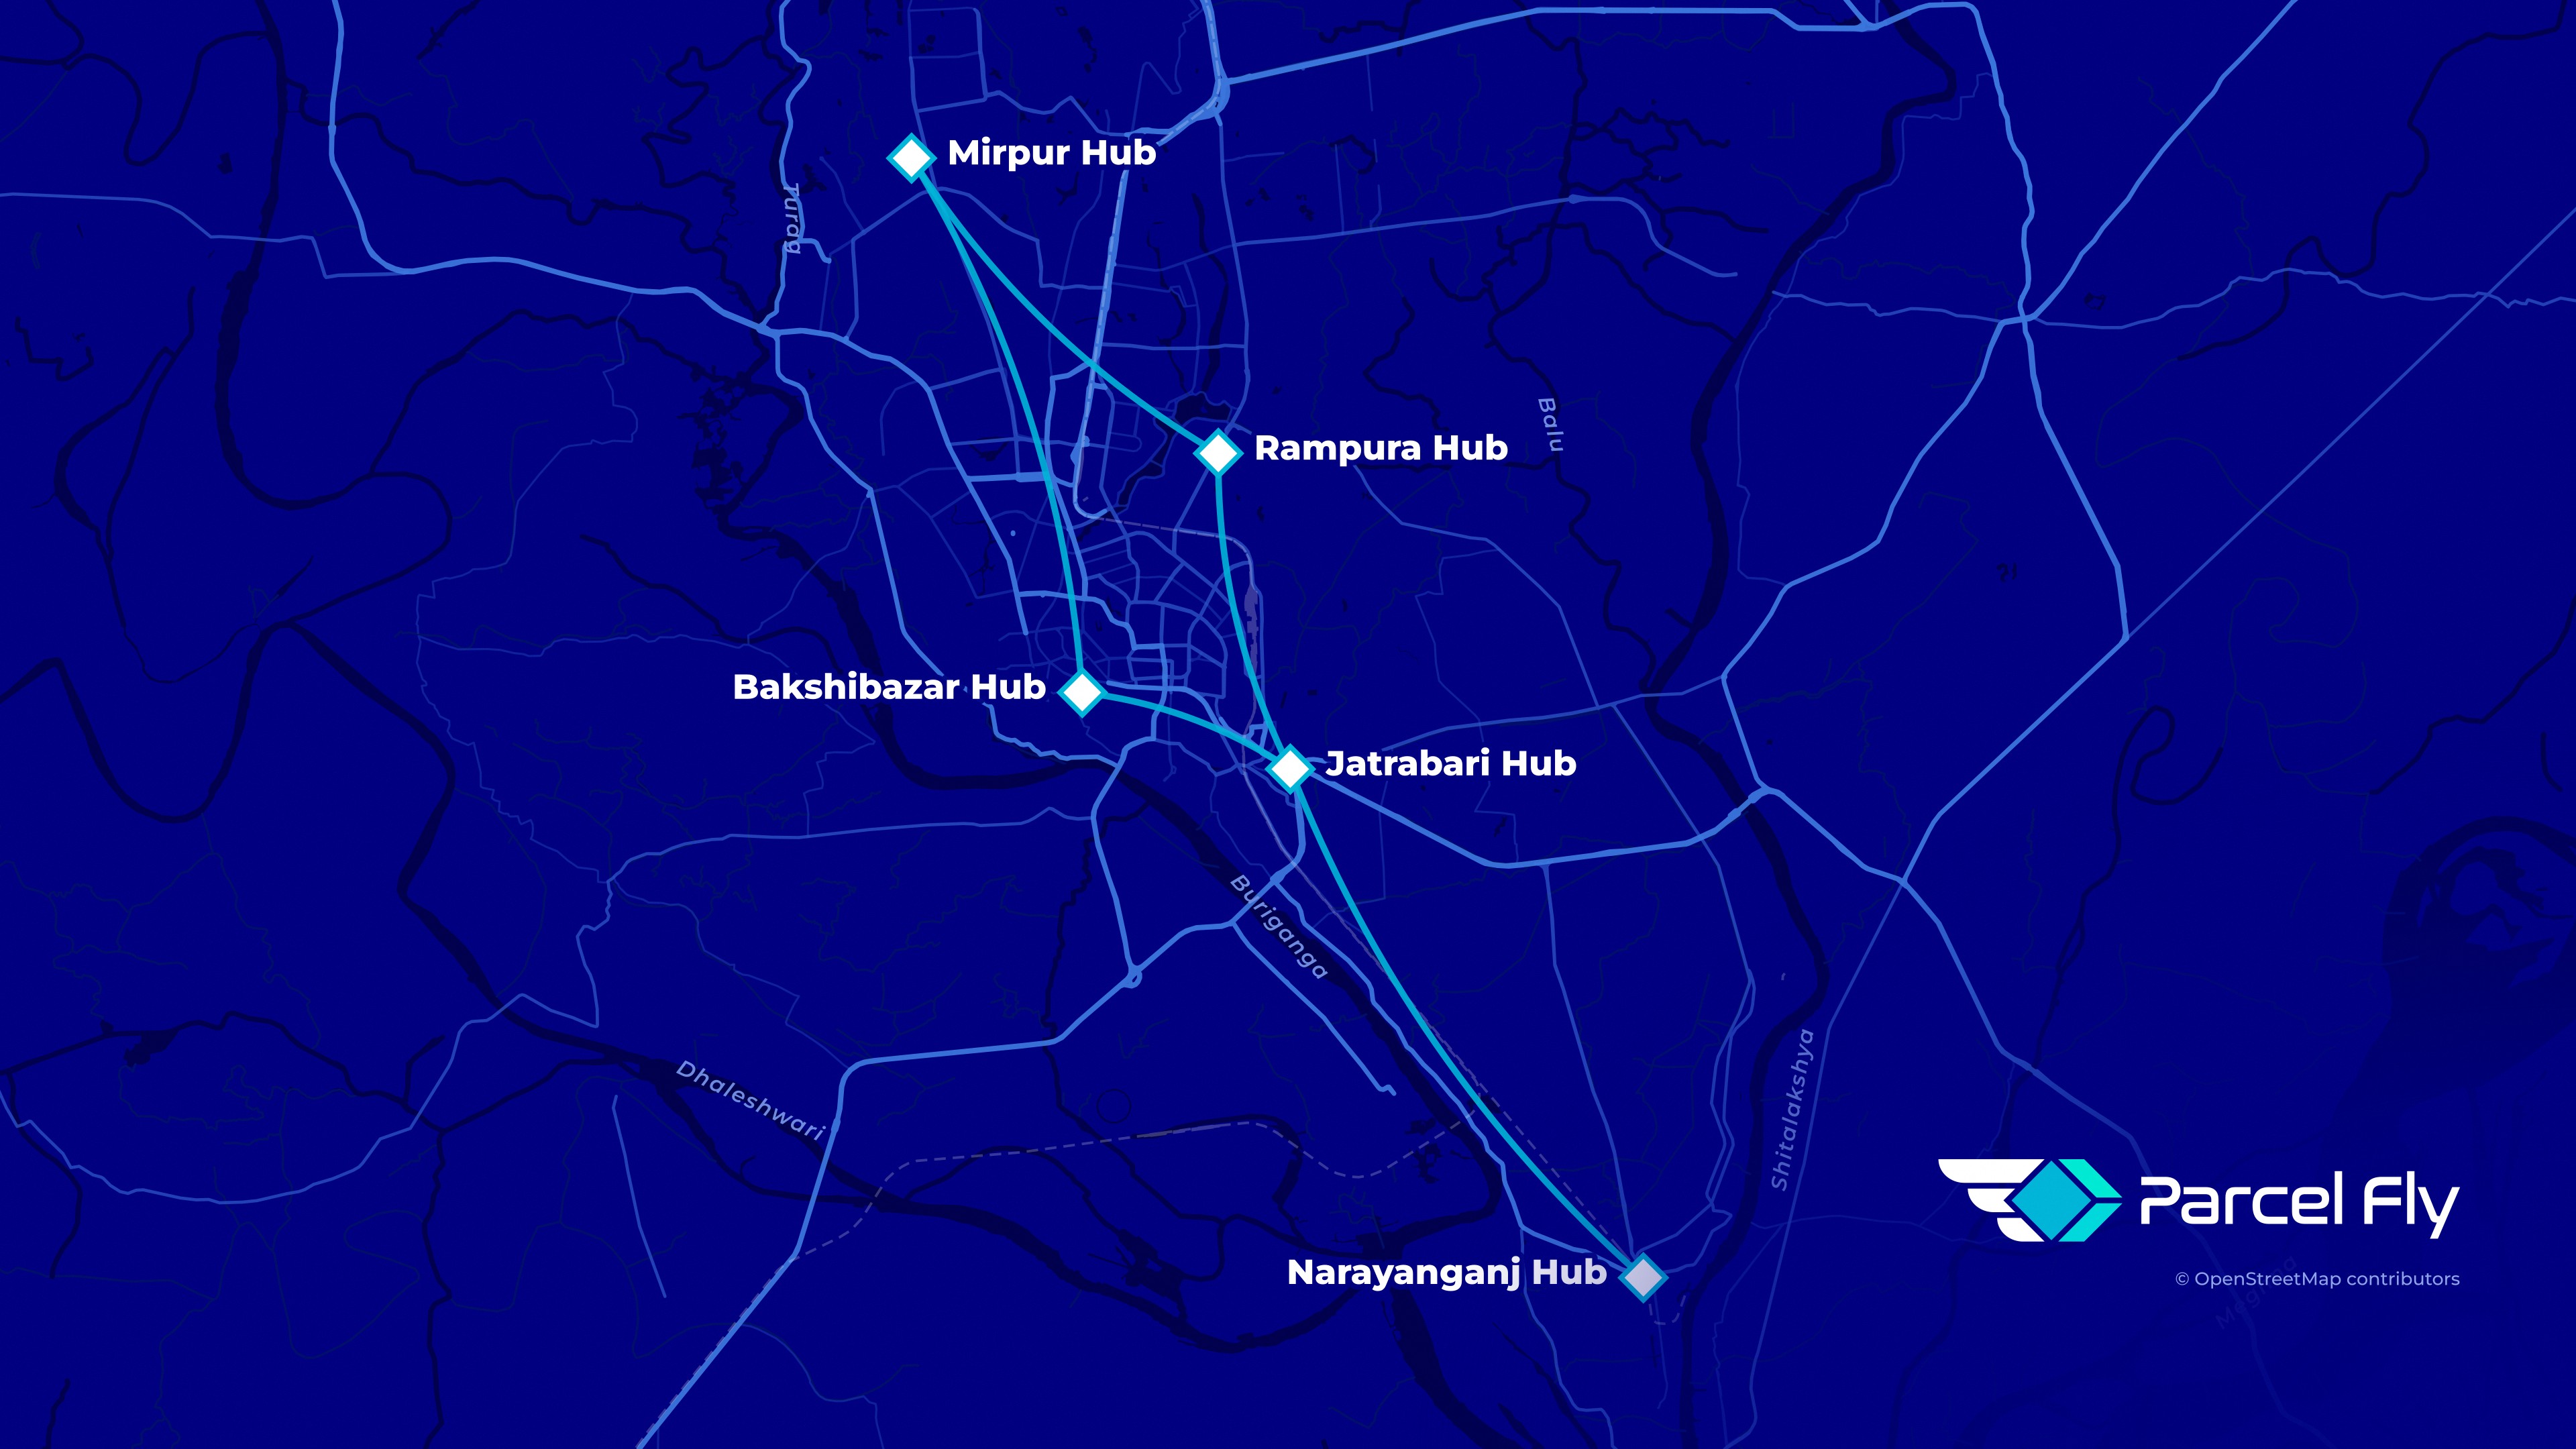 Mirpur Hub
Turag
Balu
Rampura Hub
Bakshibazar Hub
Jatrabari Hub
Buriganga
Dhaleshwari
Shitalakshya
Parcel Fly
Narayanganj Hub
© OpenStreetMap contributors
Meghna